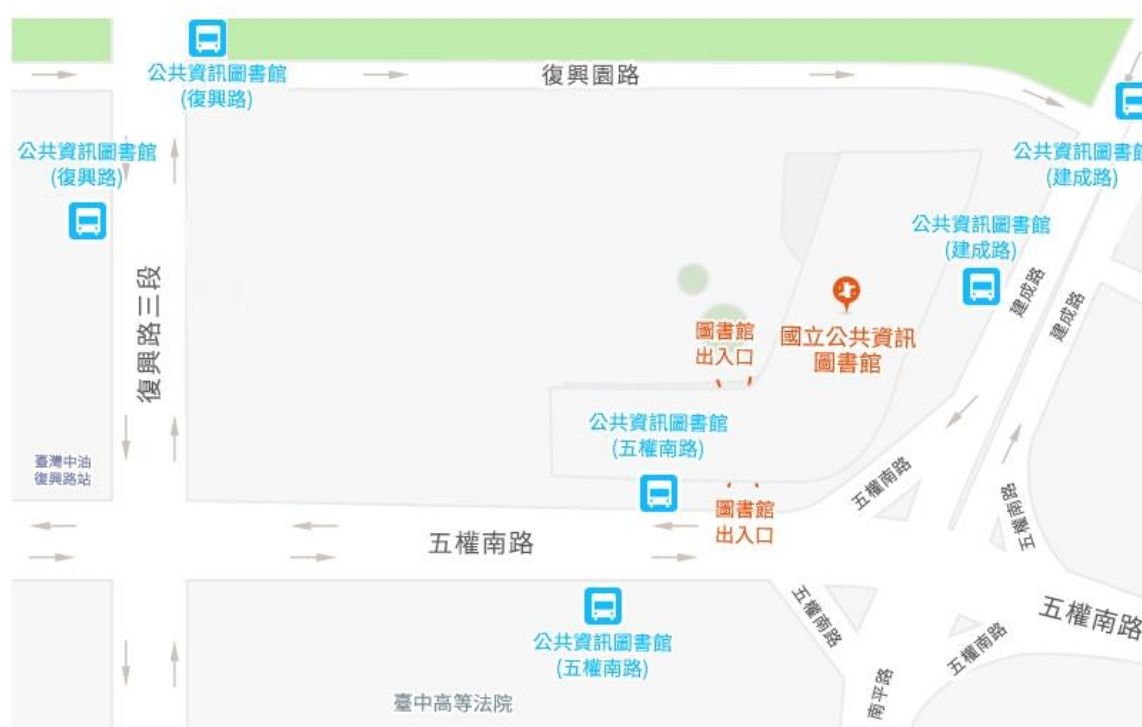 公共資訊圖書館
(復興路)
復興園路
公共資訊圖書館
(復興路)
公共資訊圖書館
(建成路)
公共資訊圖書館
(建成路)
復興路三段
建成路
建成路
圖書館
出入口
國立公共資訊
圖書館
公共資訊圖書館
(五權南路)
臺灣中油
復興路站
五權南路
圖書館
出入口
五權南路
五權南路
五權南路
公共資訊圖書館
(五權南路)
五權南路
五權南路
南平路
臺中高等法院